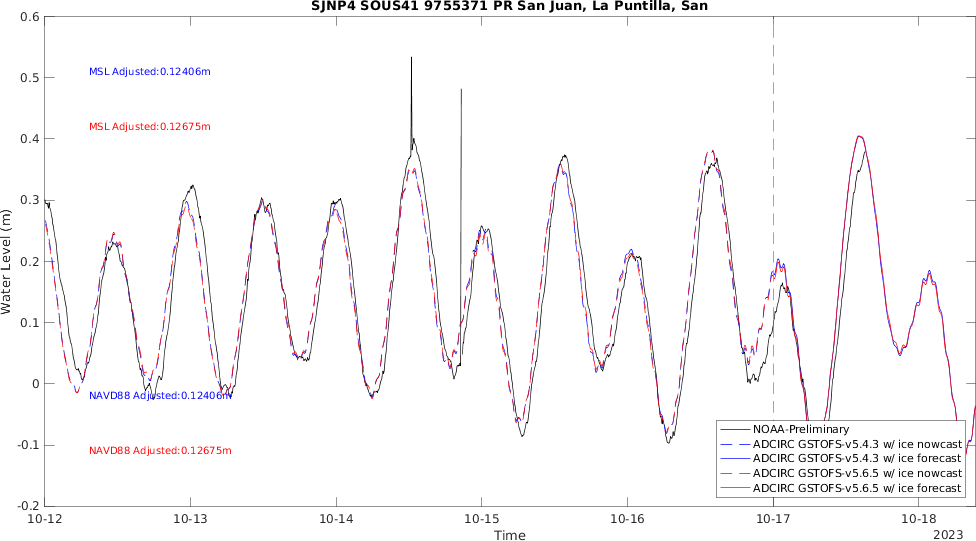 SJNP4 SOUS41 9755371 PR San Juan, La Puntilla, San
0.6
0.5
0.4
0.3
0.2
0.1
0
-0.1
-0.2
Water Level (m)
MSL Adjusted:0.12406m
MSL Adjusted:0.12675m
NAVD88 Adjusted:0.12406m
NAVD88 Adjusted:0.12675m
NOAA-Preliminary
ADCIRC GSTOFS-v5.4.3 w/ ice nowcast
ADCIRC GSTOFS-v5.4.3 w/ ice forecast
ADCIRC GSTOFS-v5.6.5 w/ ice nowcast
ADCIRC GSTOFS-v5.6.5 w/ ice forecast
10-12 10-13 10-14 10-15 10-16 10-17 10-18
Time
2023